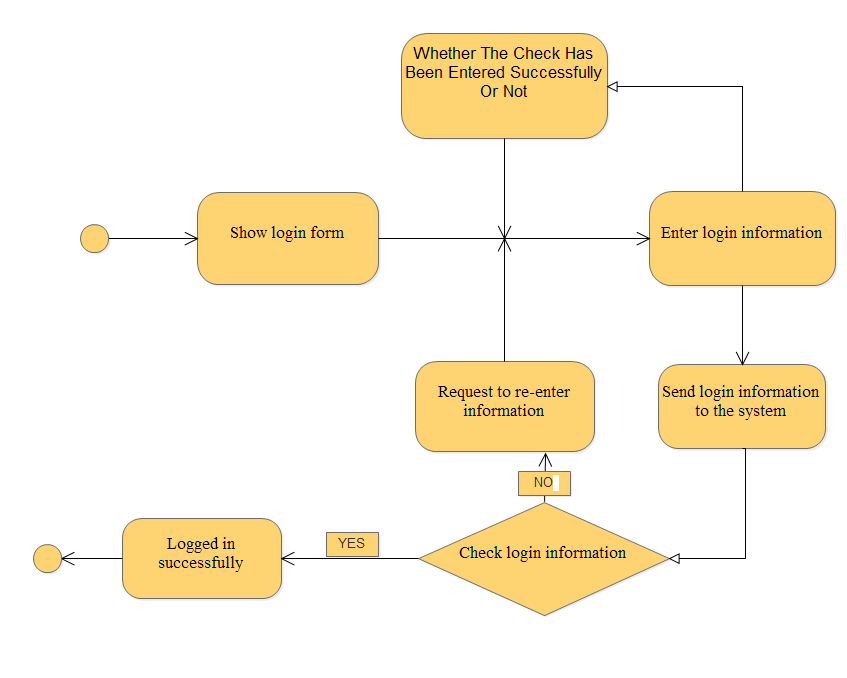 Whether The Check Has
Been Entered Successfully
Or Not
Show login form
Enter login information
Request to re-enter
information
Send login information
to the system
NO
YES
Logged in
successfully
Check login information